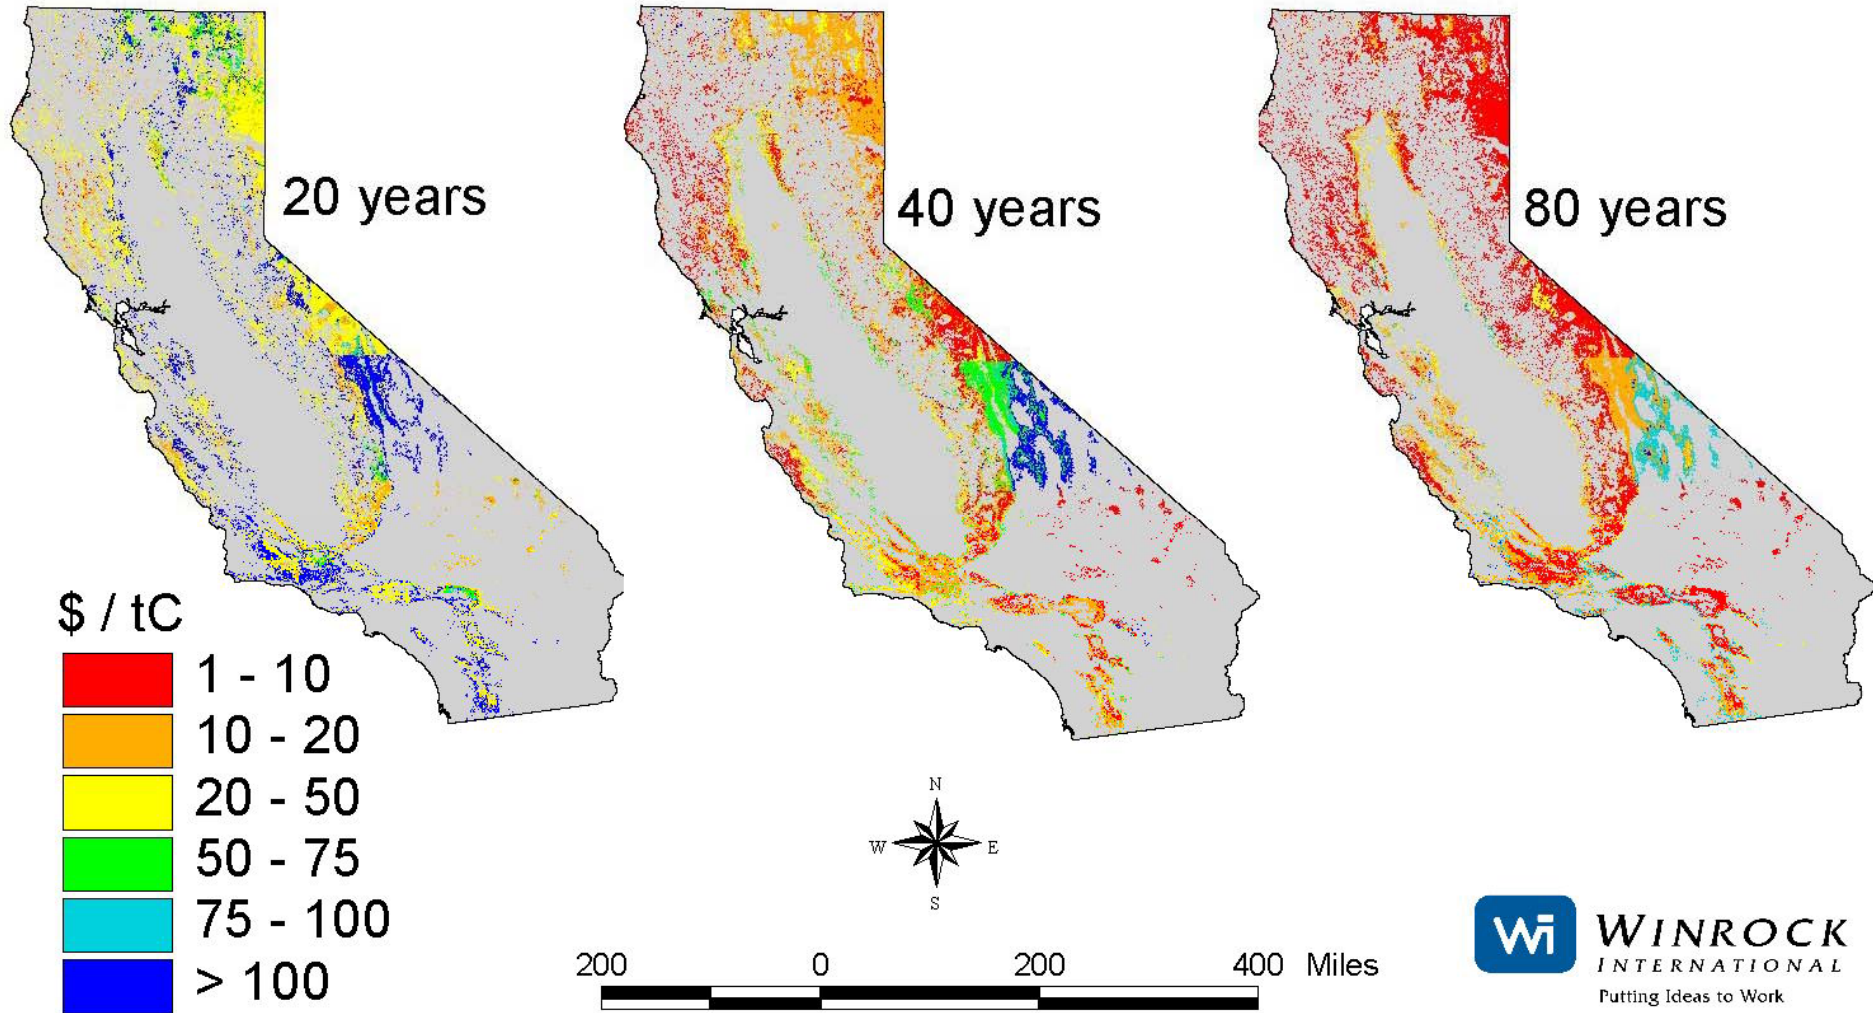 20 years
40 years
80 years
$ / tC
1 - 10
10 - 20
20 - 50
50 - 75
75 - 100
> 100
N
W E
S
200 0 200 400 Miles
Wi
WINROCK
INTERNATIONAL
Putting Ideas to Work